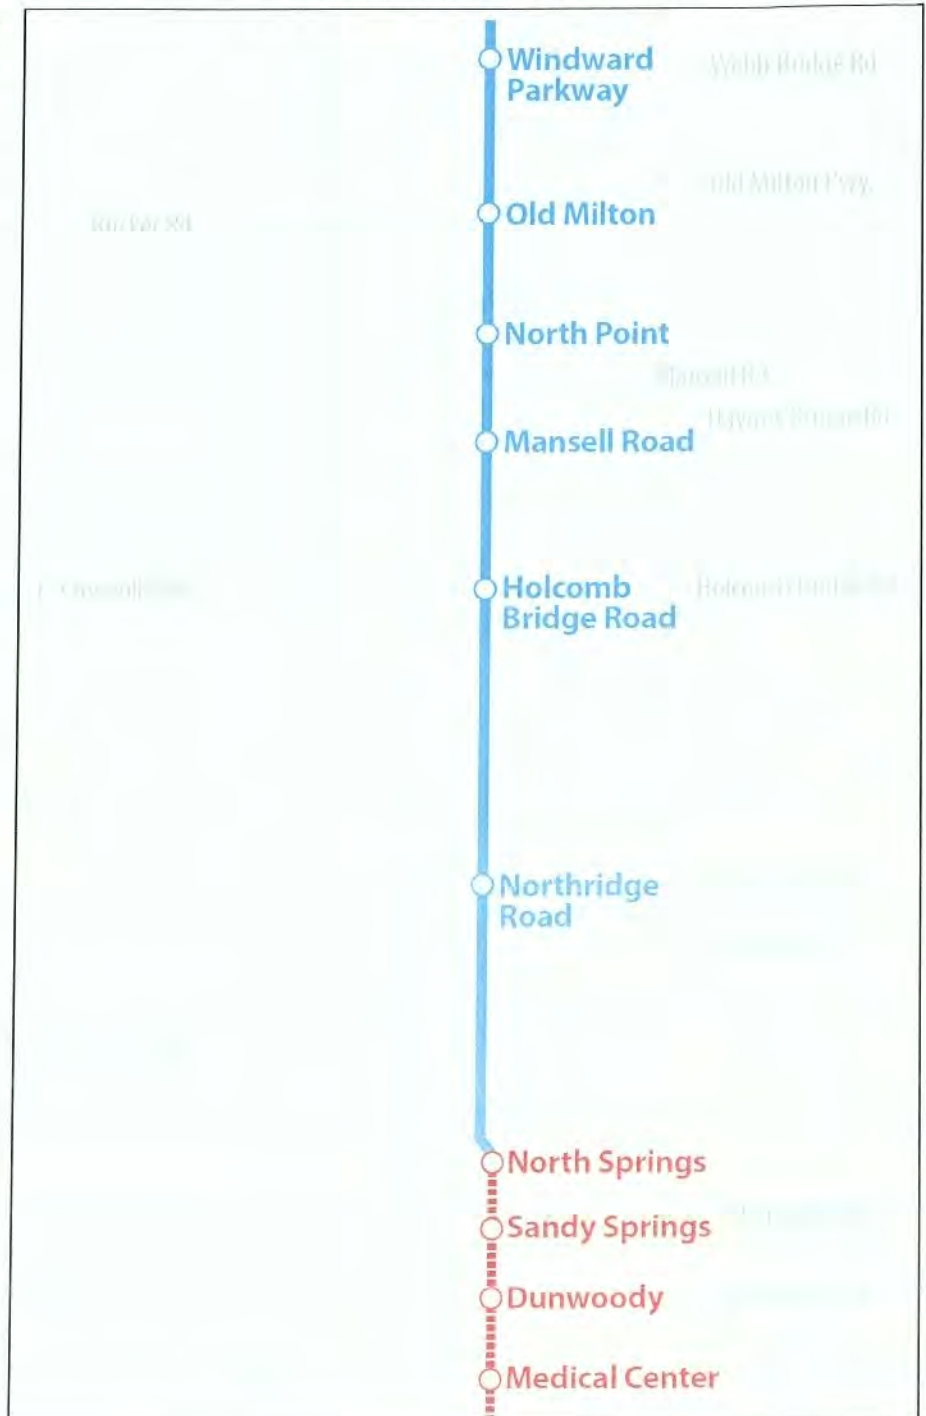 Windward
Parkway
Old Milton
North Point
Mansell Road
Holcomb
Bridge Road
Northridge
Road
North Springs
Sandy Springs
Dunwoody
Medical Center